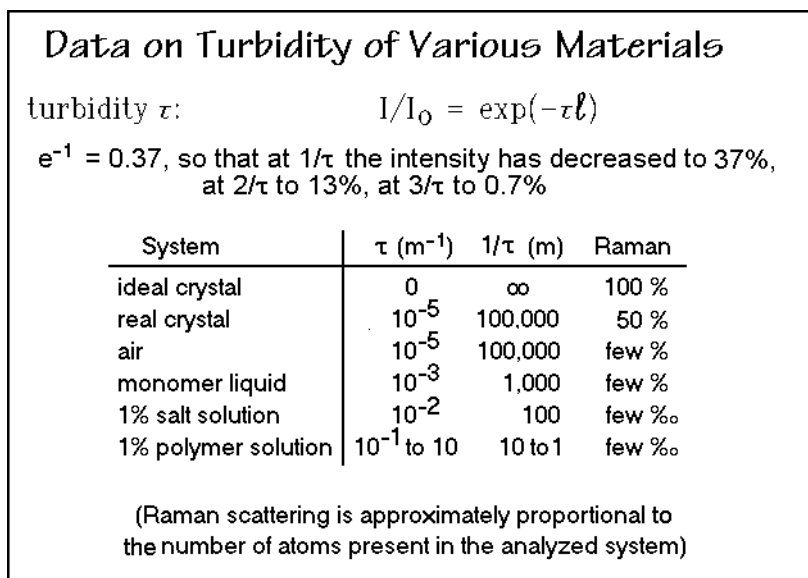 Data on Turbidity of Various Materials
turbidity τ: I/I₀ = exp(-τℓ)
e⁻¹ = 0.37, so that at 1/τ the intensity has decreased to 37%,
at 2/τ to 13%, at 3/τ to 0.7%
System τ (m⁻¹) 1/τ (m) Raman
ideal crystal 0 ∞ 100 %
real crystal 10⁻⁵ 100,000 50 %
air 10⁻⁵ 100,000 few %
monomer liquid 10⁻³ 1,000 few %
1% salt solution 10⁻² 100 few ‰
1% polymer solution 10⁻¹ to 10 10 to 1 few ‰
(Raman scattering is approximately proportional to
the number of atoms present in the analyzed system)